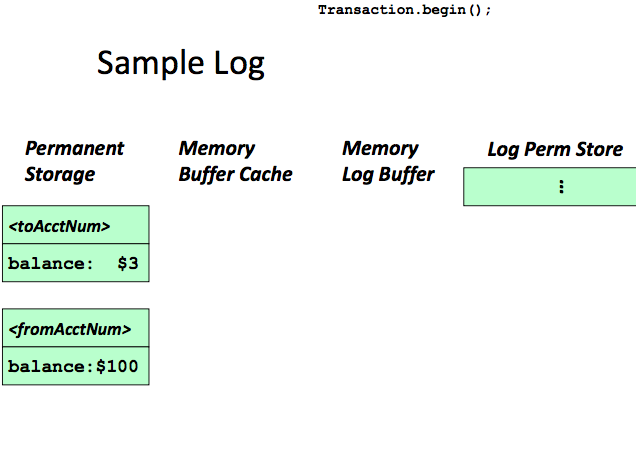 Transaction.begin();
Sample Log
Permanent Storage
Memory Buffer Cache
Memory Log Buffer
Log Perm Store
⋮
<toAcctNum>
balance: $3
<fromAcctNum>
balance:$100